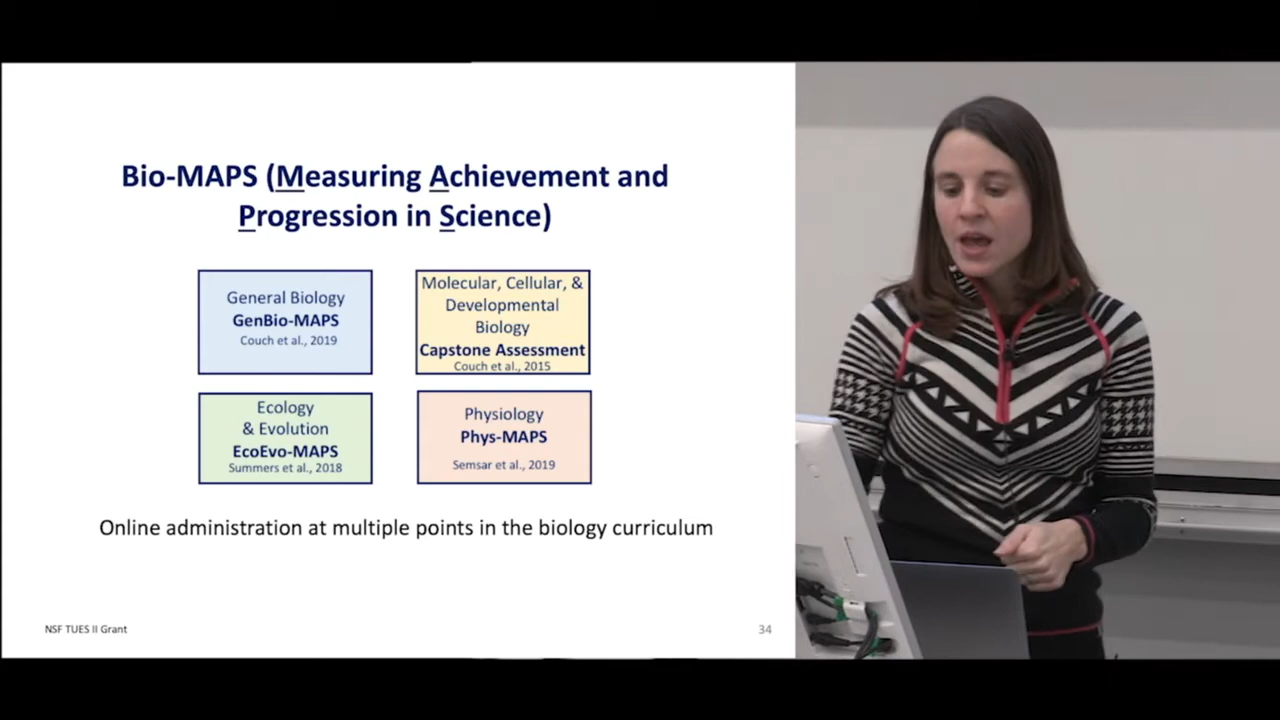 Bio-MAPS (Measuring Achievement and
Progression in Science)
General Biology
GenBio-MAPS
Couch et al., 2019
Molecular, Cellular, &
Developmental
Biology
Capstone Assessment
Couch et al., 2015
Ecology
& Evolution
EcoEvo-MAPS
Summers et al., 2018
Physiology
Phys-MAPS
Semsar et al., 2019
Online administration at multiple points in the biology curriculum
NSF TUES II Grant
34